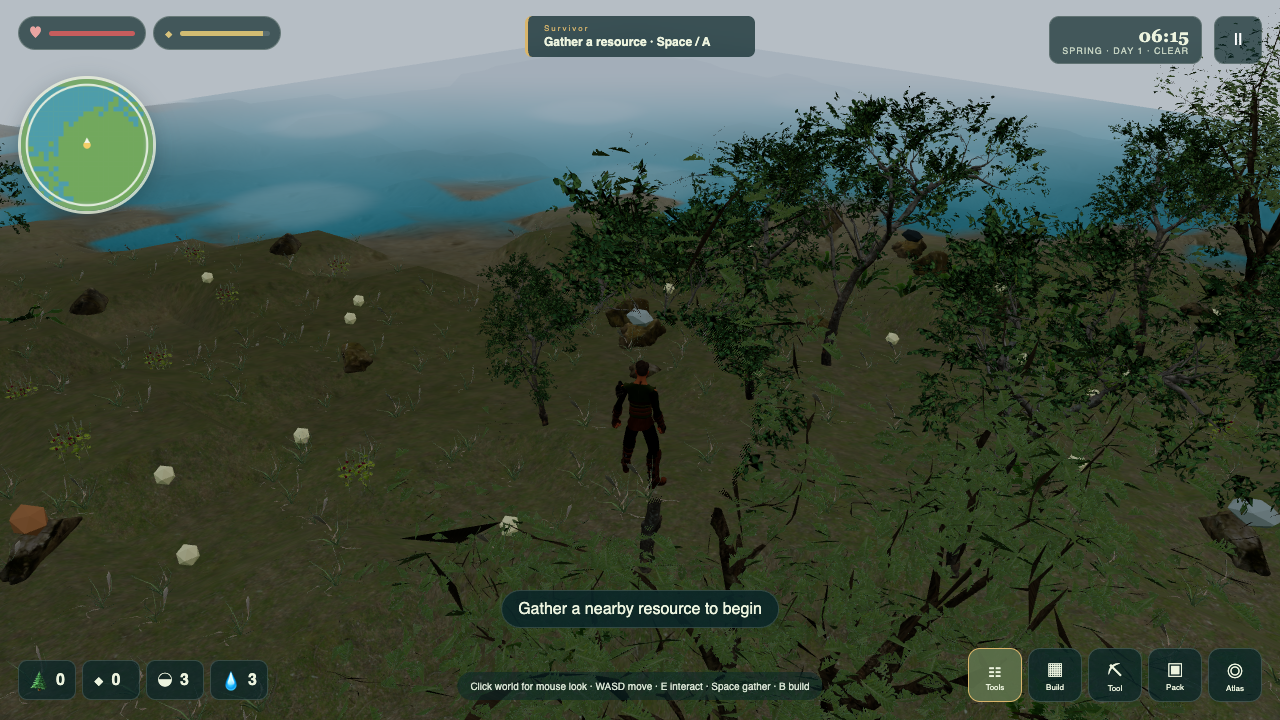 Survivor
Gather a resource · Space / A
06:15
SPRING · DAY 1 · CLEAR
Gather a nearby resource to begin
0
0
3
3
Click world for mouse look · WASD move · E interact · Space gather · B build
Tools
Build
Tool
Pack
Atlas